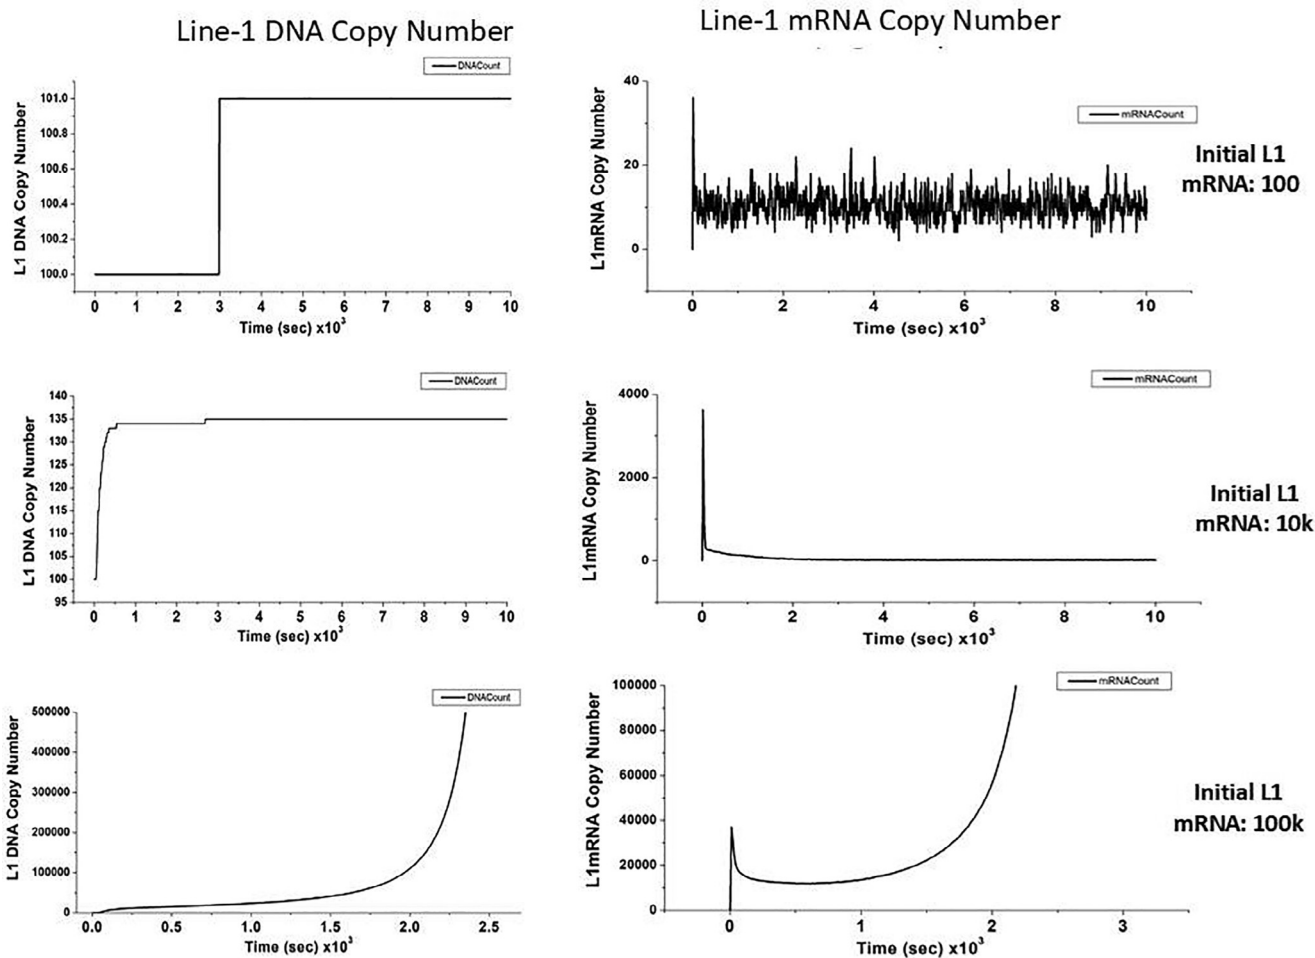 Line-1 DNA Copy Number
Line-1 mRNA Copy Number
DNACount
L1 DNA Copy Number
101.0
100.8
100.6
100.4
100.2
100.0
0 1 2 3 4 5 6 7 8 9 10
Time (sec) x10³
mRNACount
L1mRNA Copy Number
40
20
0
0 2 4 6 8 10
Time (sec) x10³
Initial L1
mRNA: 100
DNACount
L1 DNA Copy Number
140
135
130
125
120
115
110
105
100
95
0 1 2 3 4 5 6 7 8 9 10
Time (sec) x10³
mRNACount
L1mRNA Copy Number
4000
2000
0
0 2 4 6 8 10
Time (sec) x10³
Initial L1
mRNA: 10k
DNACount
L1 DNA Copy Number
500000
400000
300000
200000
100000
0
0.0 0.5 1.0 1.5 2.0 2.5
Time (sec) x10³
mRNACount
L1mRNA Copy Number
100000
80000
60000
40000
20000
0
0 1 2 3
Time (sec) x10³
Initial L1
mRNA: 100k